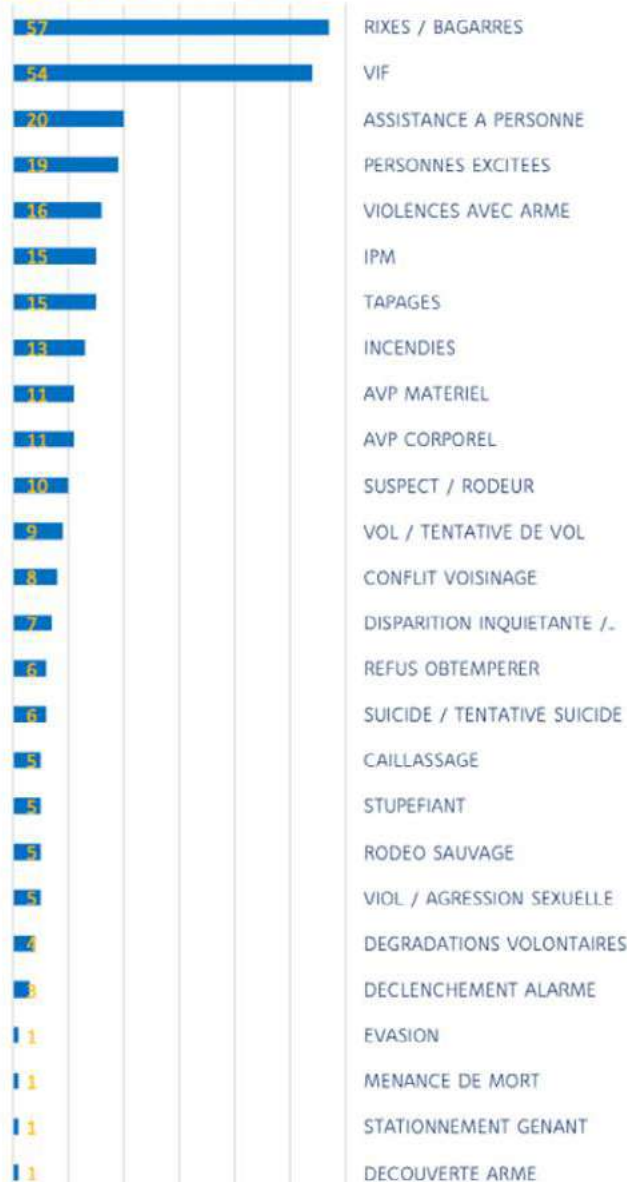 57 RIXES / BAGARRES
54 VIF
20 ASSISTANCE A PERSONNE
19 PERSONNES EXCITEES
16 VIOLENCES AVEC ARME
15 IPM
15 TAPAGES
13 INCENDIES
11 AVP MATERIEL
11 AVP CORPOREL
10 SUSPECT / RODEUR
9 VOL / TENTATIVE DE VOL
8 CONFLIT VOISINAGE
7 DISPARITION INQUIETANTE /..
6 REFUS OBTEMPERER
6 SUICIDE / TENTATIVE SUICIDE
5 CAILLASSAGE
5 STUPEFIANT
5 RODEO SAUVAGE
5 VIOL / AGRESSION SEXUELLE
4 DEGRADATIONS VOLONTAIRES
3 DECLENCHEMENT ALARME
1 EVASION
1 MENANCE DE MORT
1 STATIONNEMENT GENANT
1 DECOUVERTE ARME